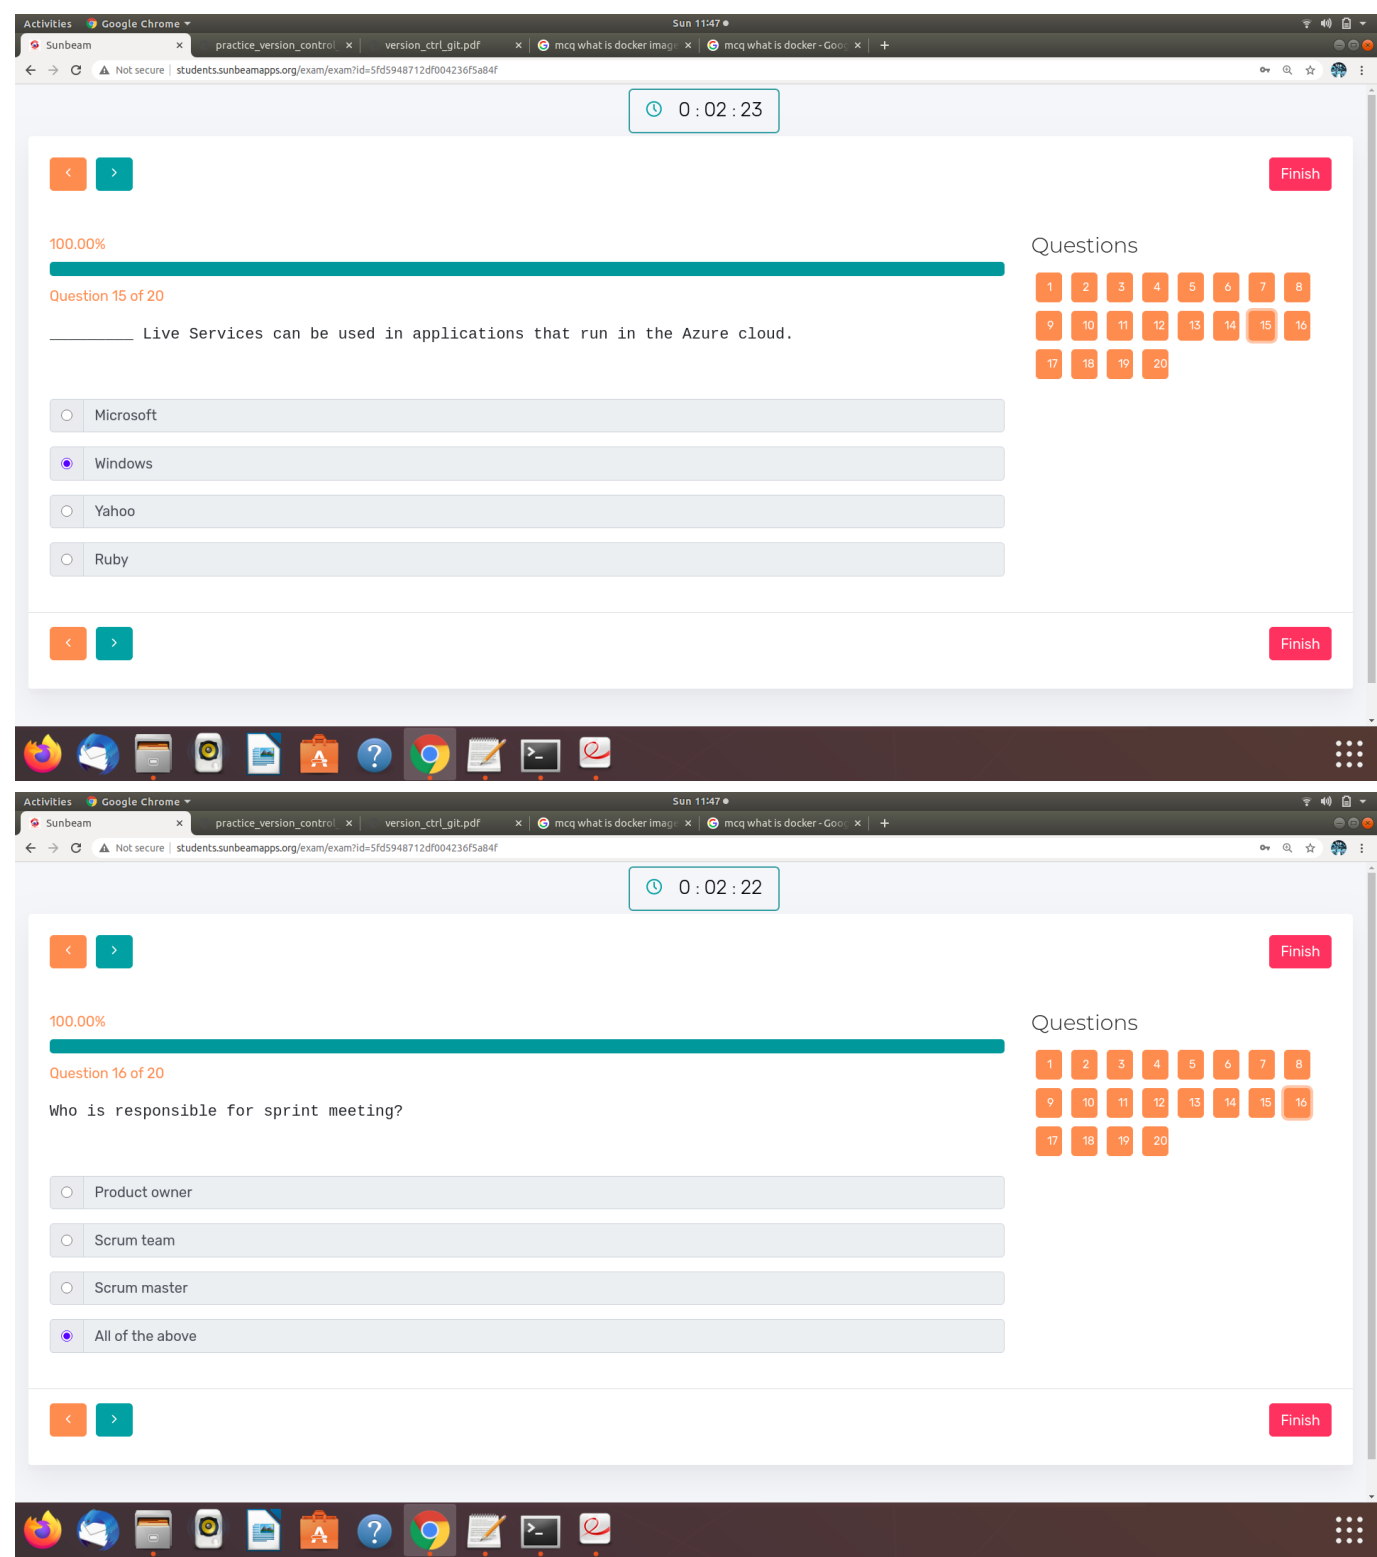 Activities Google Chrome Sun 11:47
Sunbeam practice_version_control_ version_ctrl_git.pdf mcq what is docker image mcq what is docker - Goog
Not secure students.sunbeamapps.org/exam/exam?id=5fd5948712df004236f5a84f
0 : 02 : 23
Finish
100.00%
Questions
Question 15 of 20
1 2 3 4 5 6 7 8
9 10 11 12 13 14 15 16
17 18 19 20
_________ Live Services can be used in applications that run in the Azure cloud.
Microsoft
Windows
Yahoo
Ruby
Finish
Activities Google Chrome Sun 11:47
Sunbeam practice_version_control_ version_ctrl_git.pdf mcq what is docker image mcq what is docker - Goog
Not secure students.sunbeamapps.org/exam/exam?id=5fd5948712df004236f5a84f
0 : 02 : 22
Finish
100.00%
Questions
Question 16 of 20
1 2 3 4 5 6 7 8
9 10 11 12 13 14 15 16
17 18 19 20
Who is responsible for sprint meeting?
Product owner
Scrum team
Scrum master
All of the above
Finish